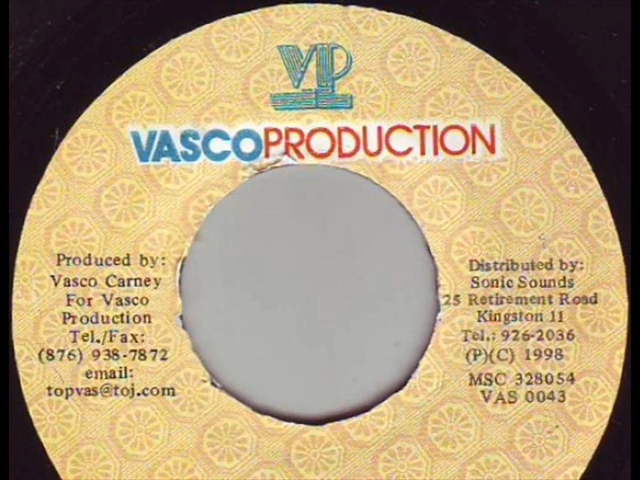 VP
VASCOPRODUCTION
Produced by:
Vasco Carney
For Vasco
Production
Tel./Fax:
(876) 938-7872
email:
topvas@toj.com
Distributed by:
Sonic Sounds
25 Retirement Road
Kingston 11
Tel.: 926-2036
(P)(C) 1998
MSC 328054
VAS 0043